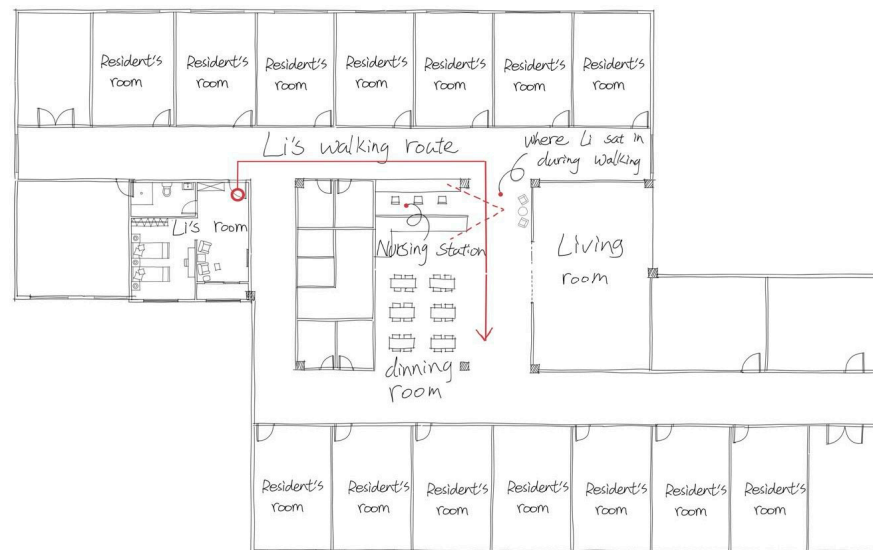 Resident's
room
Resident's
room
Resident's
room
Resident's
room
Resident's
room
Resident's
room
Resident's
room
Li's walking route
where Li sat in
during walking
Li's room
Nursing Station
Living
room
dinning
room
Resident's
room
Resident's
room
Resident's
room
Resident's
room
Resident's
room
Resident's
room
Resident's
room